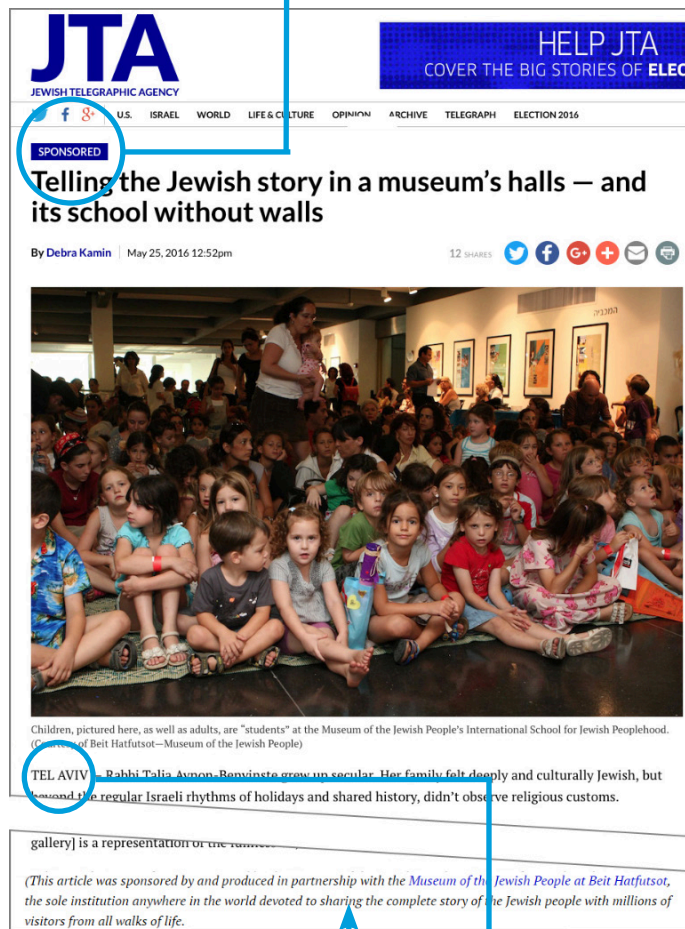 JTA
JEWISH TELEGRAPHIC AGENCY
HELP JTA
COVER THE BIG STORIES OF ELEC
f 8+ U.S. ISRAEL WORLD LIFE & CULTURE OPINION ARCHIVE TELEGRAPH ELECTION 2016
SPONSORED
Telling the Jewish story in a museum's halls — and
its school without walls
By Debra Kamin May 25, 2016 12:52pm
12 SHARES f G+ +
המכביה
Children, pictured here, as well as adults, are "students" at the Museum of the Jewish People's International School for Jewish Peoplehood.
(Courtesy of Beit Hatfutsot—Museum of the Jewish People)
TEL AVIV – Rabbi Talia Avnon-Benvinste grew up secular. Her family felt deeply and culturally Jewish, but
beyond the regular Israeli rhythms of holidays and shared history, didn't observe religious customs.
gallery] is a representation of the
(This article was sponsored by and produced in partnership with the Museum of the Jewish People at Beit Hatfutsot,
the sole institution anywhere in the world devoted to sharing the complete story of the Jewish people with millions of
visitors from all walks of life.